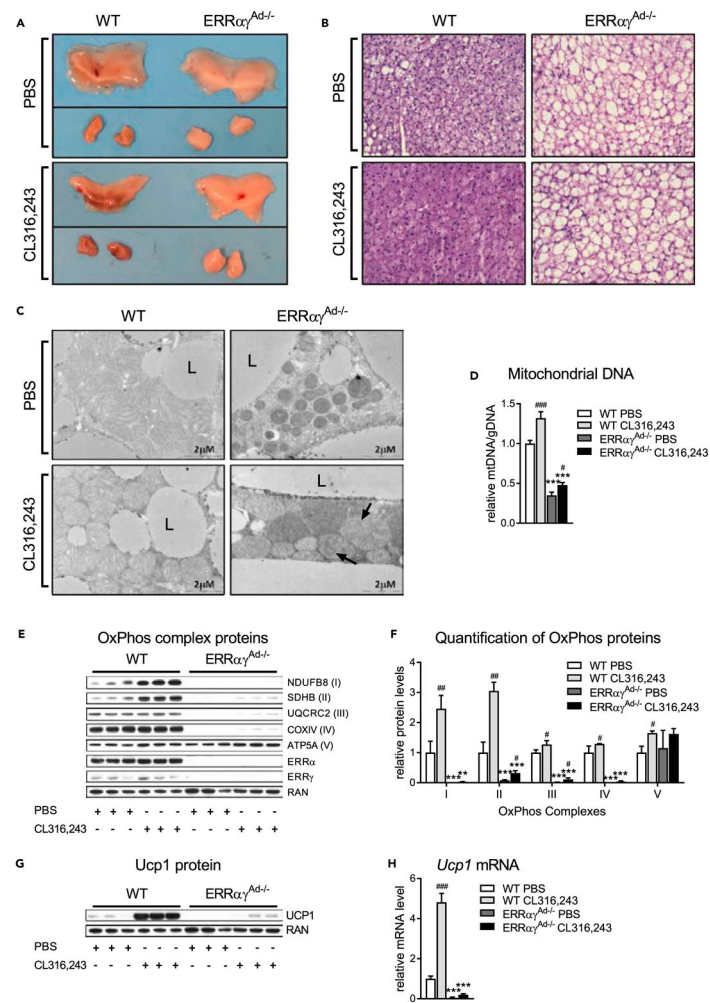 A
WT
ERRαγAd-/-
PBS
CL316,243
B
WT
ERRαγAd-/-
PBS
CL316,243
C
WT
ERRαγAd-/-
PBS
L
L
2μM
2μM
CL316,243
L
L
2μM
2μM
D
Mitochondrial DNA
relative mtDNA/gDNA
1.5
1.0
0.5
0.0
###
***
#
***
WT PBS
WT CL316,243
ERRαγAd-/- PBS
ERRαγAd-/- CL316,243
E
OxPhos complex proteins
WT
ERRαγAd-/-
NDUFB8 (I)
SDHB (II)
UQCRC2 (III)
COXIV (IV)
ATP5A (V)
ERRα
ERRγ
RAN
PBS + + + - - - + + + - - -
CL316,243 - - - + + + - - - + + +
F
Quantification of OxPhos proteins
WT PBS
WT CL316,243
ERRαγAd-/- PBS
ERRαγAd-/- CL316,243
relative protein levels
4
3
2
1
0
## *** **
## *** # ***
# *** # ***
# *** ***
#
I II III IV V
OxPhos Complexes
G
Ucp1 protein
WT
ERRαγAd-/-
UCP1
RAN
PBS + + + - - - + + + - - -
CL316,243 - - - + + + - - - + + +
H
Ucp1 mRNA
relative mRNA level
6
4
2
0
###
***
***
WT PBS
WT CL316,243
ERRαγAd-/- PBS
ERRαγAd-/- CL316,243